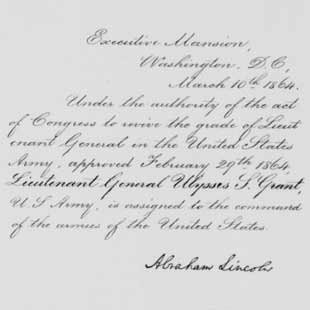 Executive Mansion,
Washington, D.C,
March 10th 1864.
Under the authority of the act
of Congress to revive the grade of Lieut
enant General in the United States
Army, approved February 29th 1864,
Lieutenant General Ulysses S. Grant,
U S Army, is assigned to the command
of the armies of the United States.
Abraham Lincoln